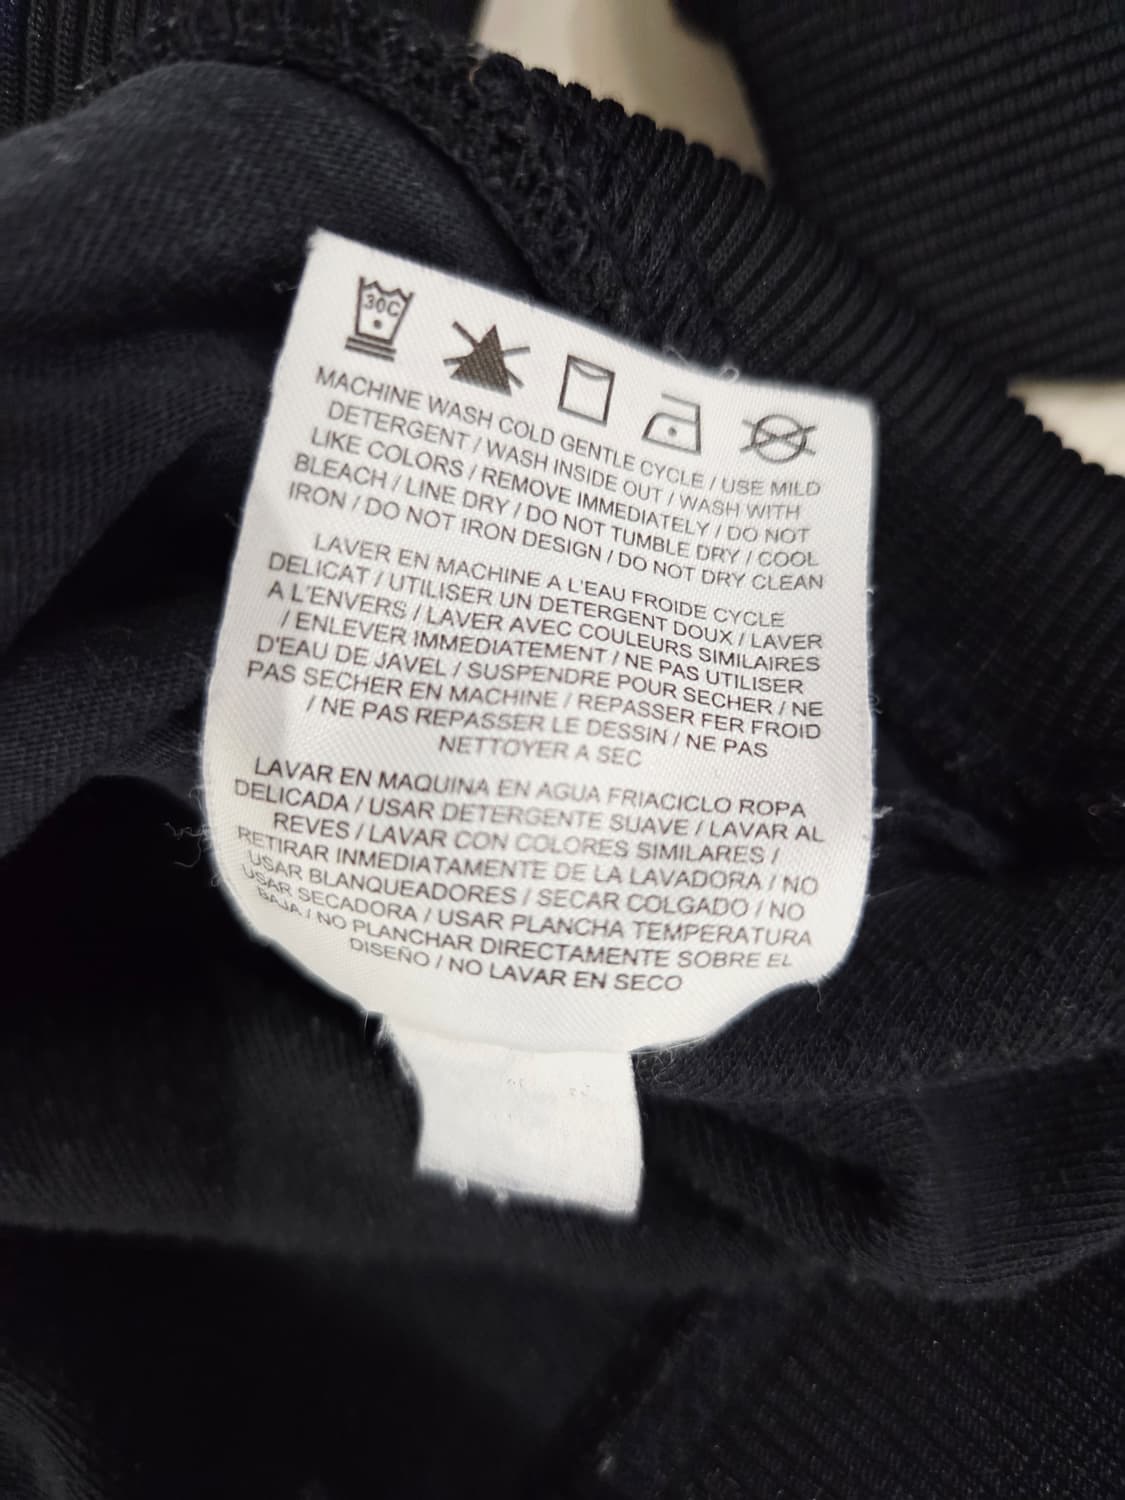 30C
MACHINE WASH COLD GENTLE CYCLE / USE MILD
DETERGENT / WASH INSIDE OUT / WASH WITH
LIKE COLORS / REMOVE IMMEDIATELY / DO NOT
BLEACH / LINE DRY / DO NOT TUMBLE DRY / COOL
IRON / DO NOT IRON DESIGN / DO NOT DRY CLEAN
LAVER EN MACHINE A L'EAU FROIDE CYCLE
DELICAT / UTILISER UN DETERGENT DOUX / LAVER
A L'ENVERS / LAVER AVEC COULEURS SIMILAIRES
/ ENLEVER IMMEDIATEMENT / NE PAS UTILISER
D'EAU DE JAVEL / SUSPENDRE POUR SECHER / NE
PAS SECHER EN MACHINE / REPASSER FER FROID
/ NE PAS REPASSER LE DESSIN / NE PAS
NETTOYER A SEC
LAVAR EN MAQUINA EN AGUA FRIACICLO ROPA
DELICADA / USAR DETERGENTE SUAVE / LAVAR AL
REVES / LAVAR CON COLORES SIMILARES /
RETIRAR INMEDIATAMENTE DE LA LAVADORA / NO
USAR BLANQUEADORES / SECAR COLGADO / NO
USAR SECADORA / USAR PLANCHA TEMPERATURA
BAJA / NO PLANCHAR DIRECTAMENTE SOBRE EL
DISEÑO / NO LAVAR EN SECO